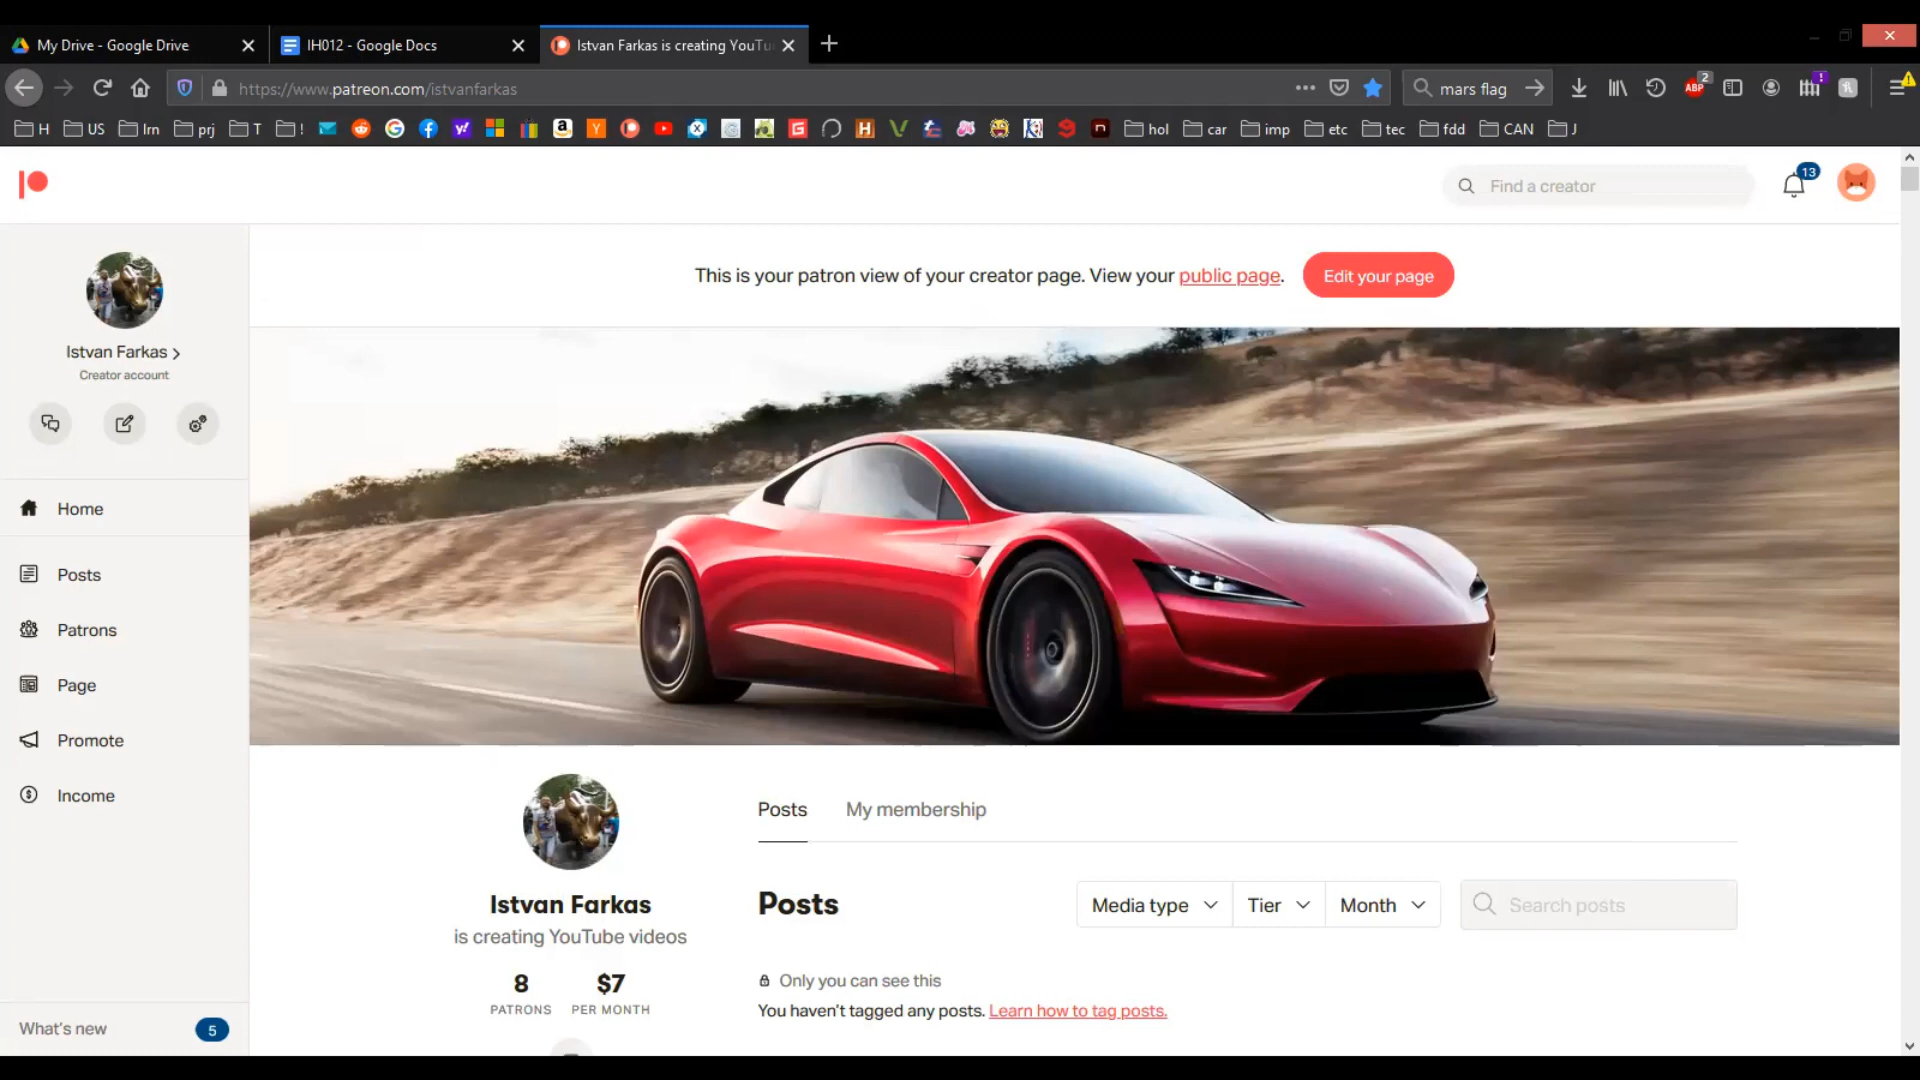 My Drive - Google Drive
IH012 - Google Docs
Istvan Farkas is creating YouTu
https://www.patreon.com/istvanfarkas
mars flag
ABP
2
!
H
US
lrn
prj
T
!
hol
car
imp
etc
tec
fdd
CAN
J
Find a creator
13
This is your patron view of your creator page. View your public page.
Edit your page
Istvan Farkas
Creator account
Home
Posts
Patrons
Page
Promote
Income
What's new
5
Posts
My membership
Istvan Farkas
is creating YouTube videos
8
PATRONS
$7
PER MONTH
Posts
Media type
Tier
Month
Search posts
Only you can see this
You haven't tagged any posts. Learn how to tag posts.